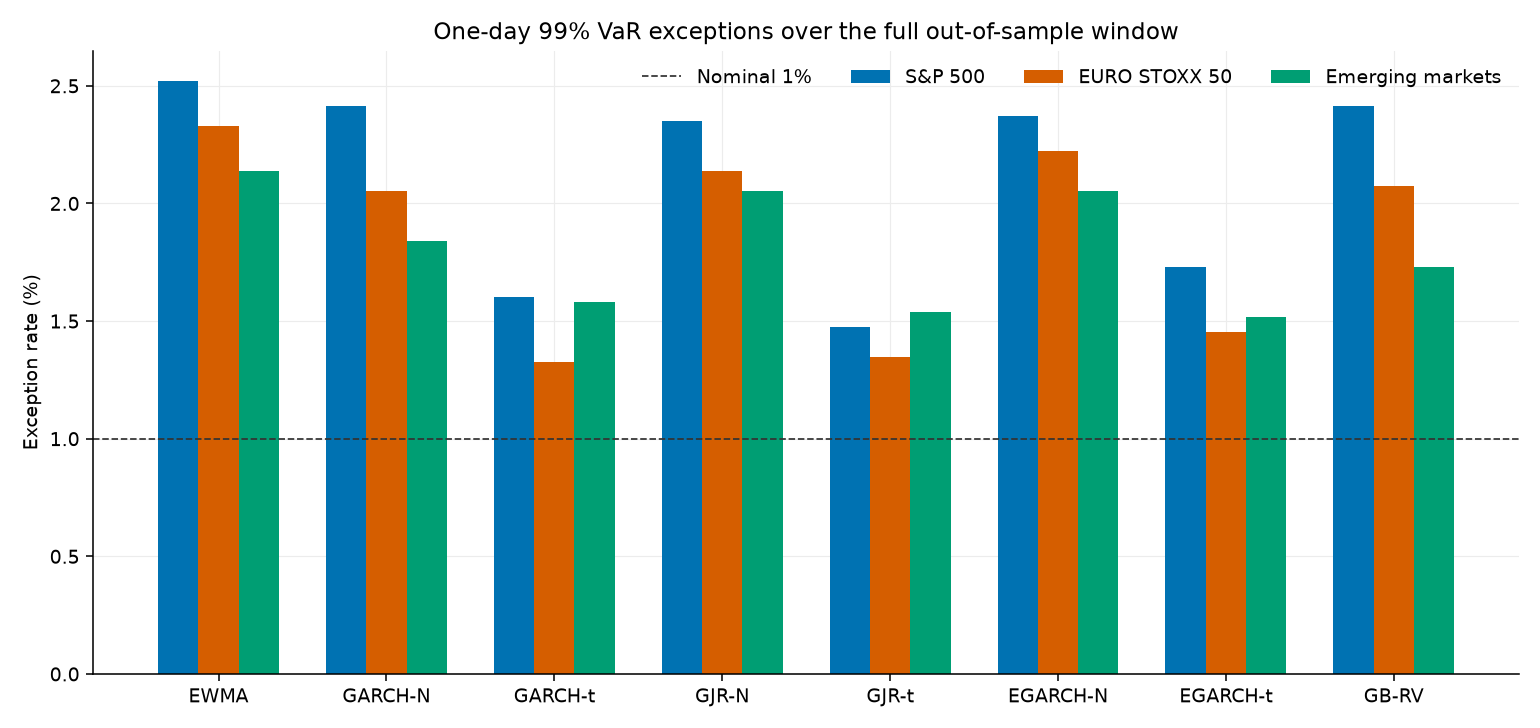 One-day 99% VaR exceptions over the full out-of-sample window
Nominal 1% S&P 500 EURO STOXX 50 Emerging markets
Exception rate (%)
2.5
2.0
1.5
1.0
0.5
0.0
EWMA GARCH-N GARCH-t GJR-N GJR-t EGARCH-N EGARCH-t GB-RV